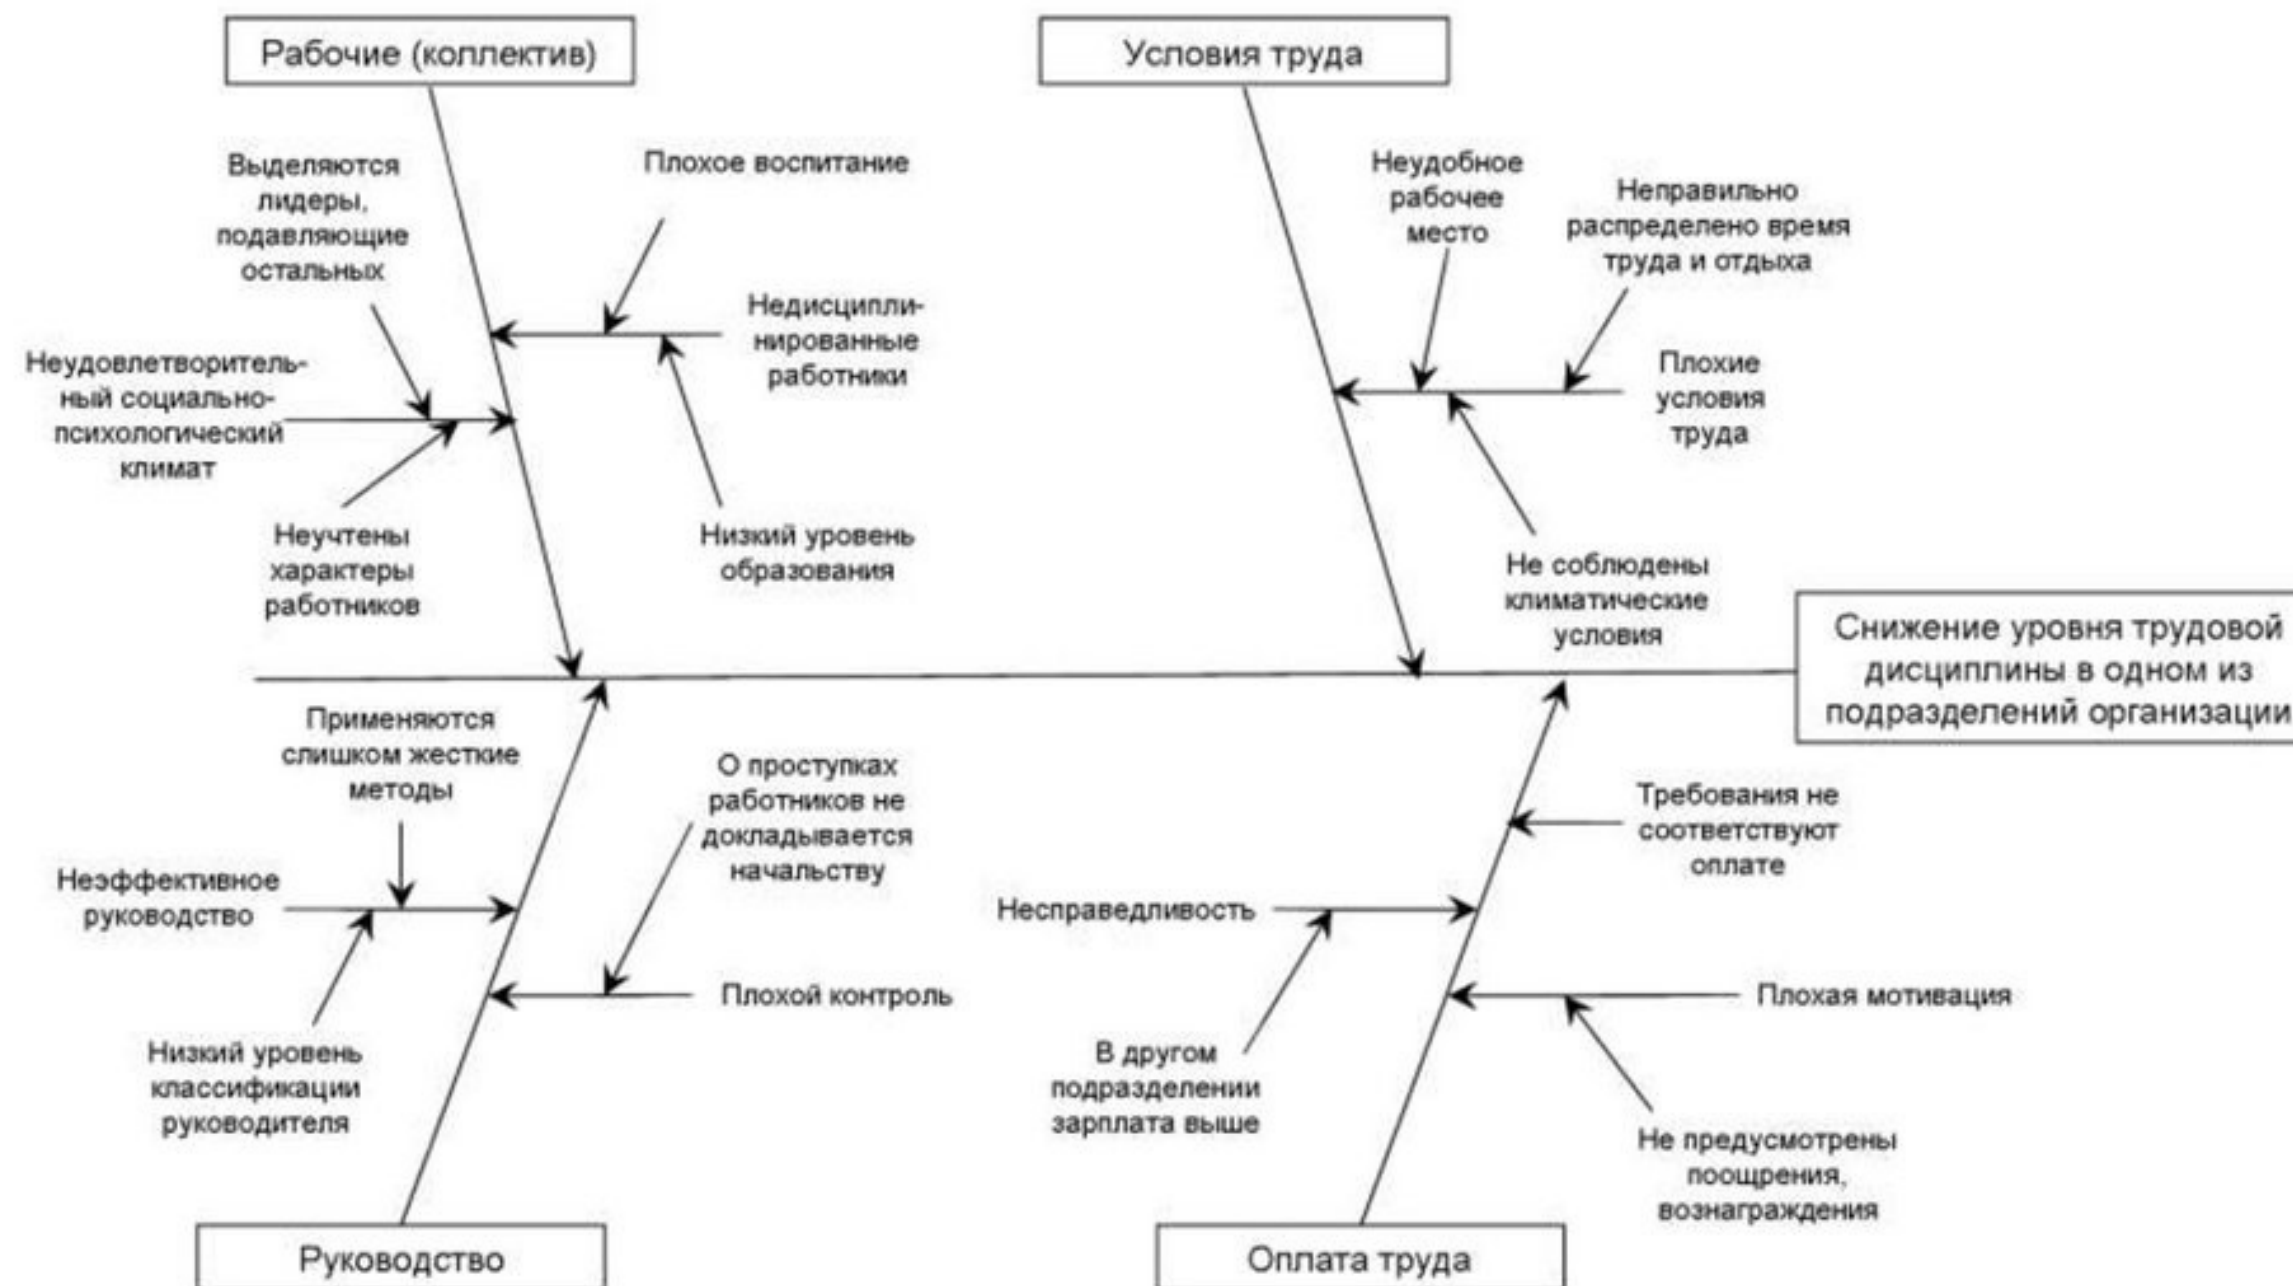 Рабочие (коллектив)
Условия труда
Выделяются
лидеры,
подавляющие
остальных
Плохое воспитание
Недисципли-
нированные
работники
Неудовлетворитель-
ный социально-
психологический
климат
Неучтены
характеры
работников
Низкий уровень
образования
Неудобное
рабочее
место
Неправильно
распределено время
труда и отдыха
Плохие
условия
труда
Не соблюдены
климатические
условия
Снижение уровня трудовой
дисциплины в одном из
подразделений организации
Применяются
слишком жесткие
методы
О проступках
работников не
докладывается
начальству
Неэффективное
руководство
Плохой контроль
Низкий уровень
классификации
руководителя
Требования не
соответствуют
оплате
Несправедливость
Плохая мотивация
В другом
подразделении
зарплата выше
Не предусмотрены
поощрения,
вознаграждения
Руководство
Оплата труда